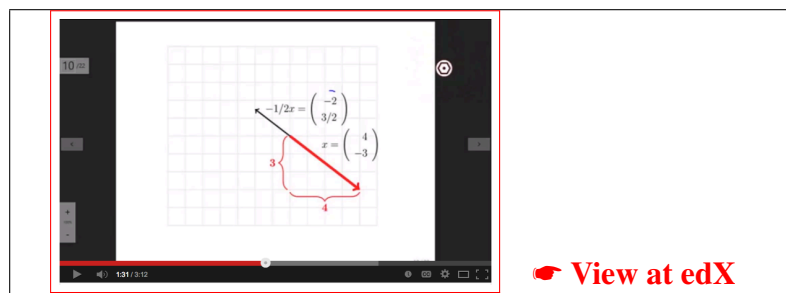 10
-1/2x = ( -2
3/2 )
x = ( 4
-3 )
3
4
1:31 / 3:12
☛ View at edX